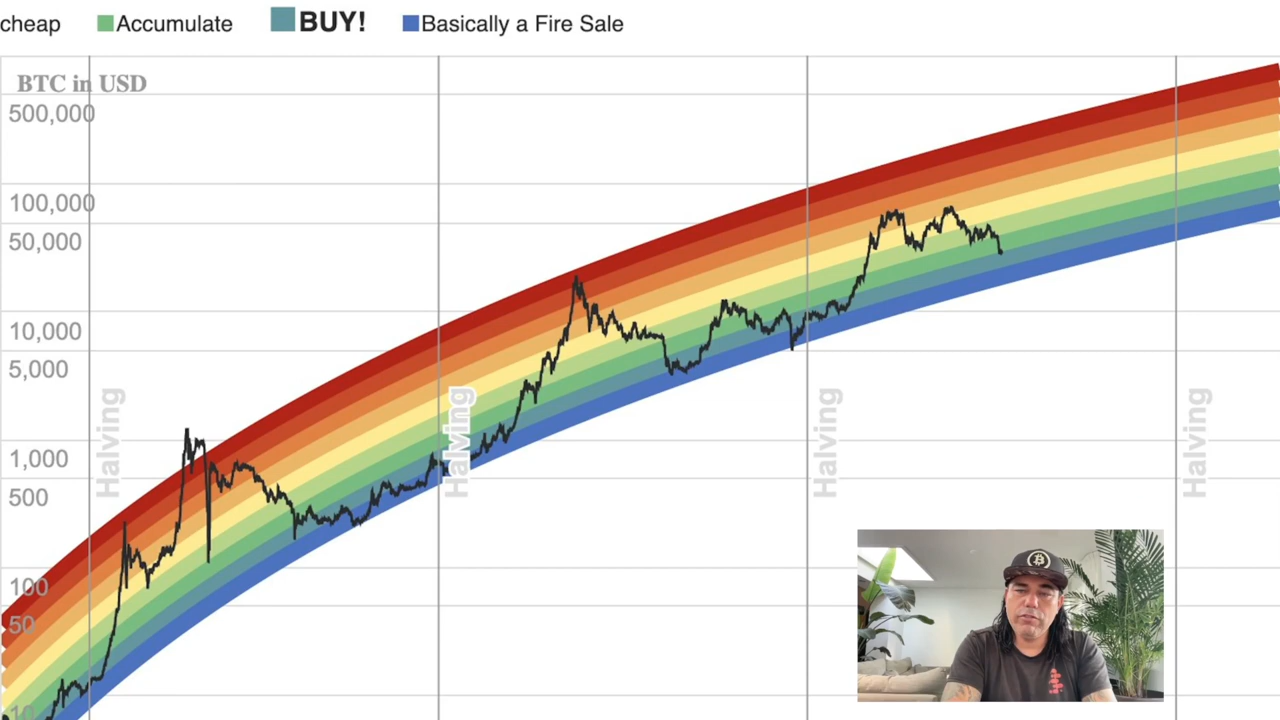 cheap Accumulate BUY! Basically a Fire Sale
BTC in USD
500,000
100,000
50,000
10,000
5,000
1,000
500
100
50
10
Halving
Halving
Halving
Halving